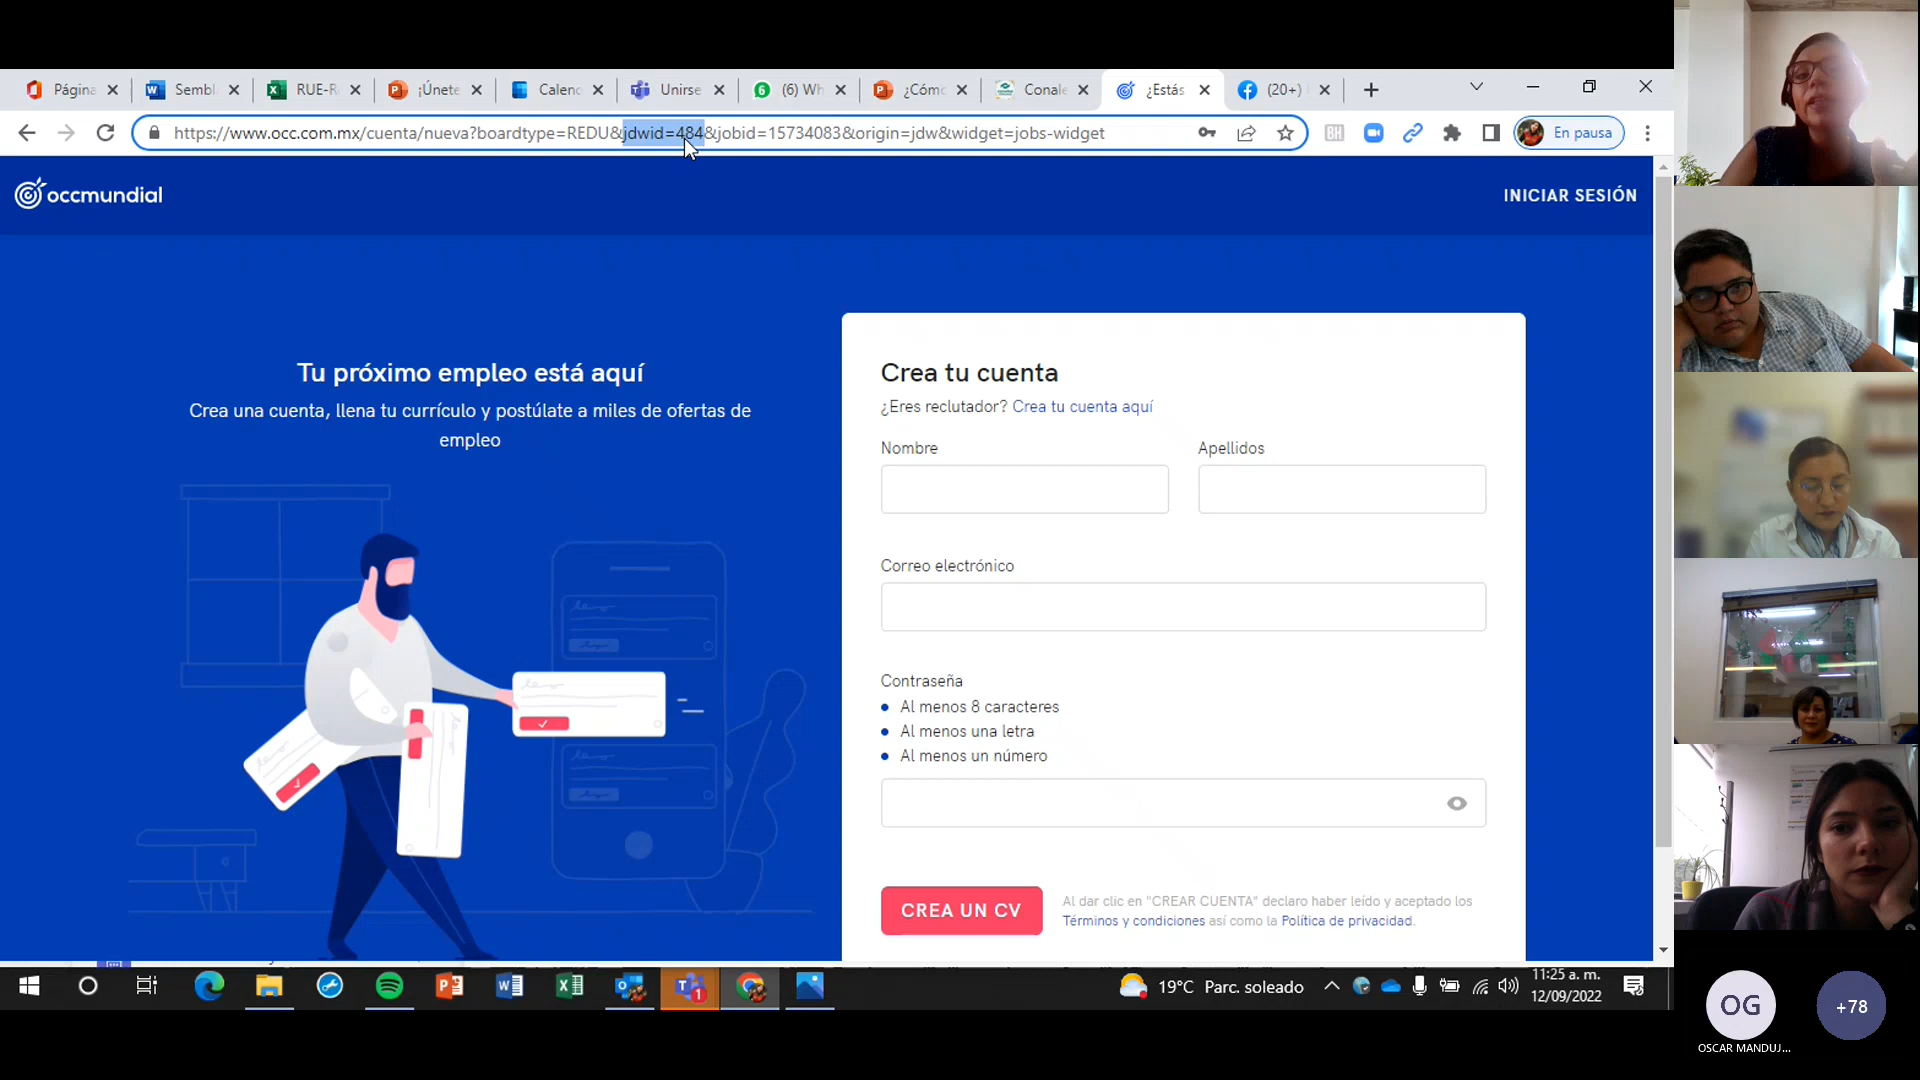 Página
Sembl
RUE-R
¡Únete
Calenc
Unirse
(6) Wh
¿Cómo
Conale
¿Estás
(20+)
https://www.occ.com.mx/cuenta/nueva?boardtype=REDU&jdwid=484&jobid=15734083&origin=jdw&widget=jobs-widget
En pausa
occmundial
INICIAR SESIÓN
Tu próximo empleo está aquí
Crea una cuenta, llena tu currículo y postúlate a miles de ofertas de
empleo
Crea tu cuenta
¿Eres reclutador? Crea tu cuenta aquí
Nombre
Apellidos
Correo electrónico
Contraseña
Al menos 8 caracteres
Al menos una letra
Al menos un número
CREA UN CV
Al dar clic en "CREAR CUENTA" declaro haber leído y aceptado los
Términos y condiciones así como la Política de privacidad.
19°C Parc. soleado
11:25 a. m.
12/09/2022
OG
+78
OSCAR MANDUJ...